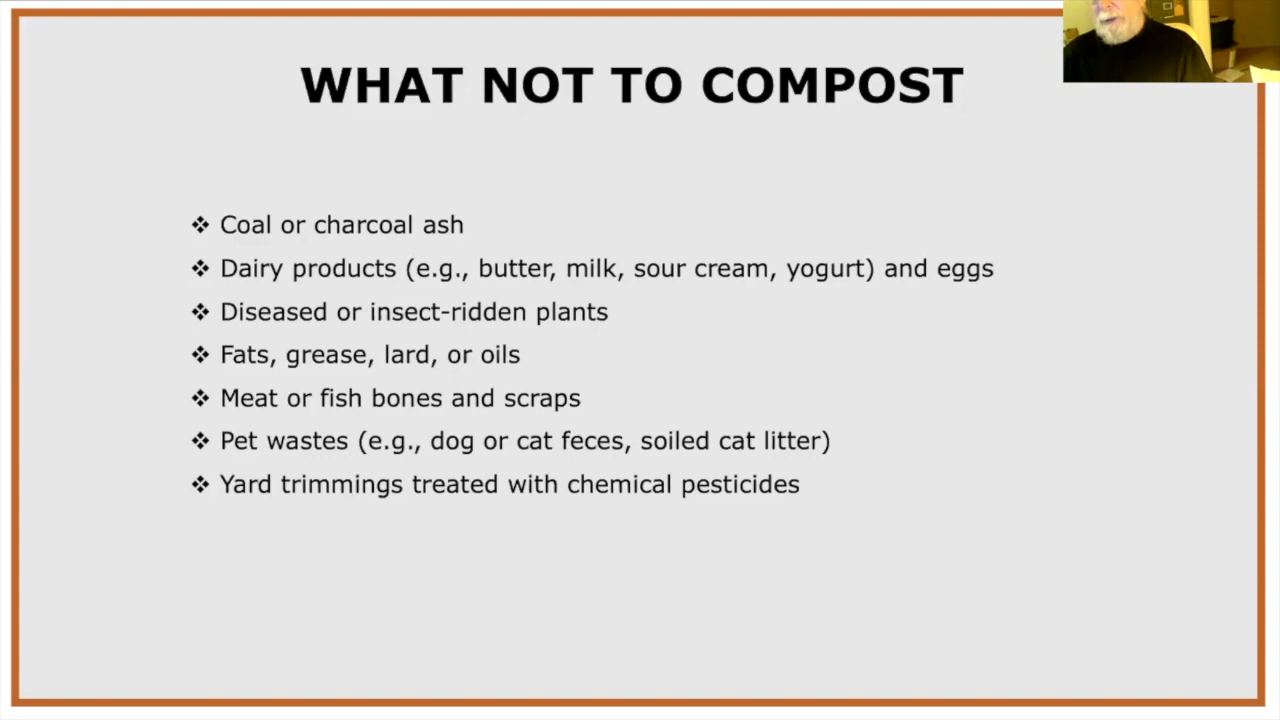 WHAT NOT TO COMPOST
❖ Coal or charcoal ash
❖ Dairy products (e.g., butter, milk, sour cream, yogurt) and eggs
❖ Diseased or insect-ridden plants
❖ Fats, grease, lard, or oils
❖ Meat or fish bones and scraps
❖ Pet wastes (e.g., dog or cat feces, soiled cat litter)
❖ Yard trimmings treated with chemical pesticides